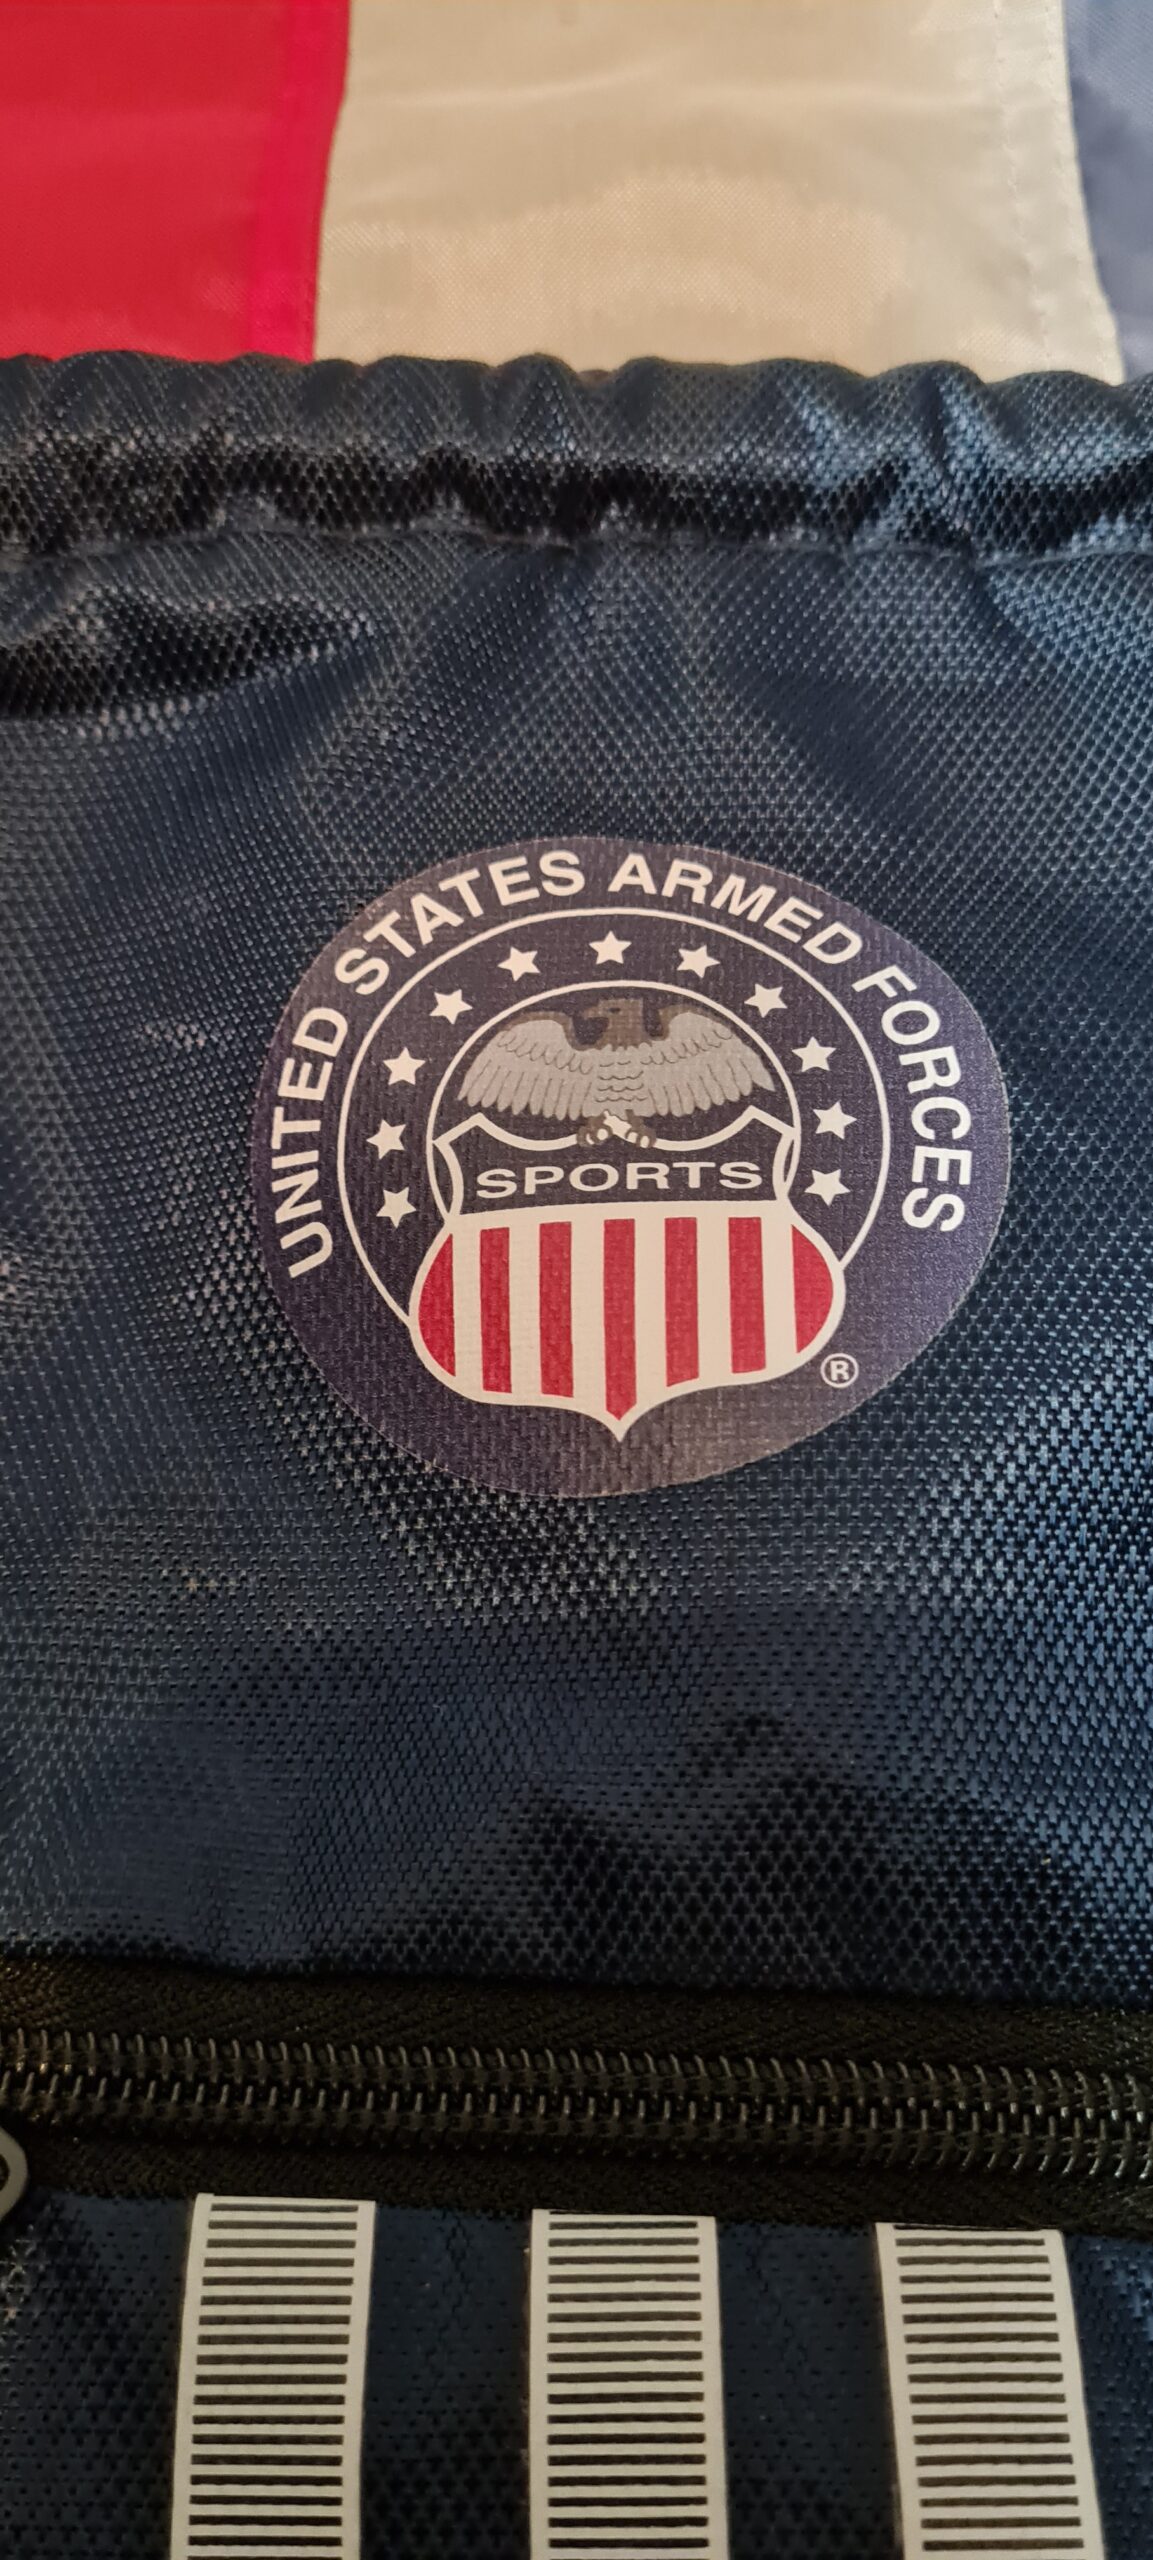 UNITED STATES ARMED FORCES
SPORTS
®